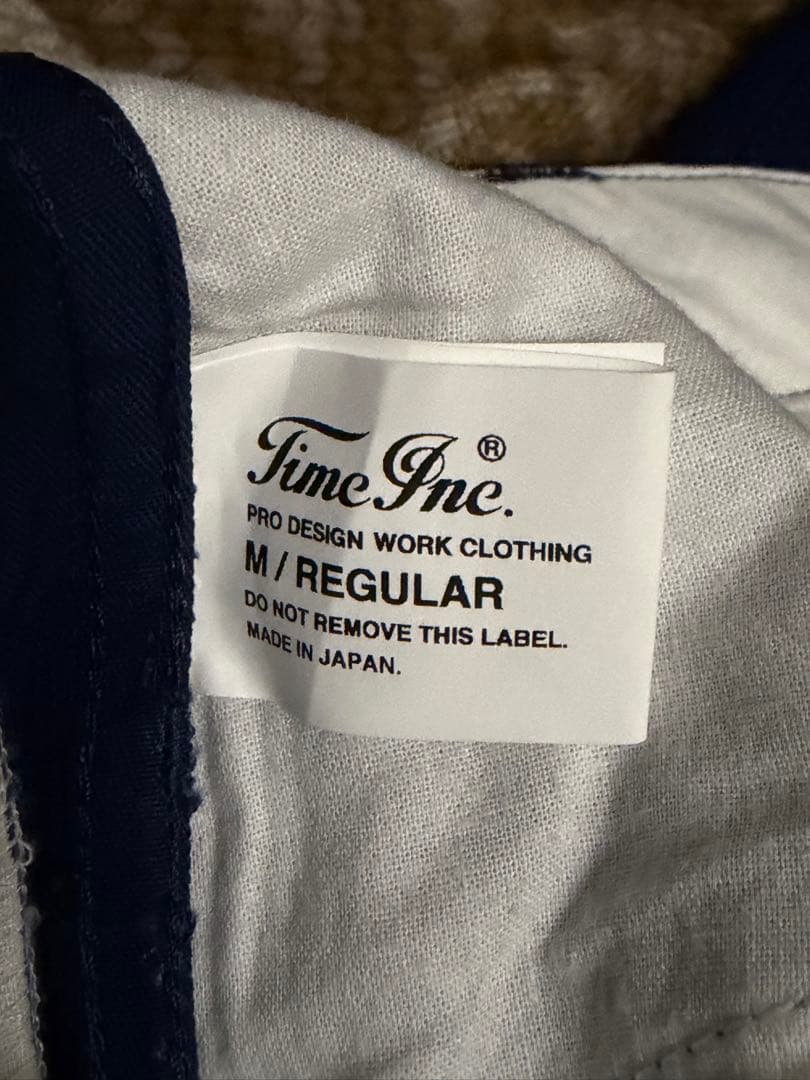 Time Inc.®
PRO DESIGN WORK CLOTHING
M / REGULAR
DO NOT REMOVE THIS LABEL.
MADE IN JAPAN.